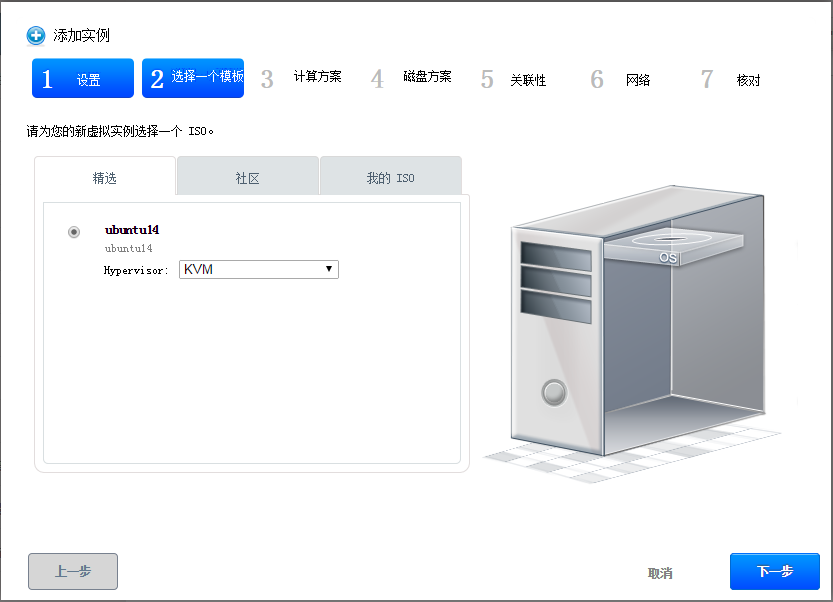 添加实例
1 设置 2 选择一个模板 3 计算方案 4 磁盘方案 5 关联性 6 网络 7 核对
请为您的新虚拟实例选择一个 ISO。
精选 社区 我的 ISO
ubuntu14
ubuntu14
Hypervisor: KVM
OS
上一步 取消 下一步